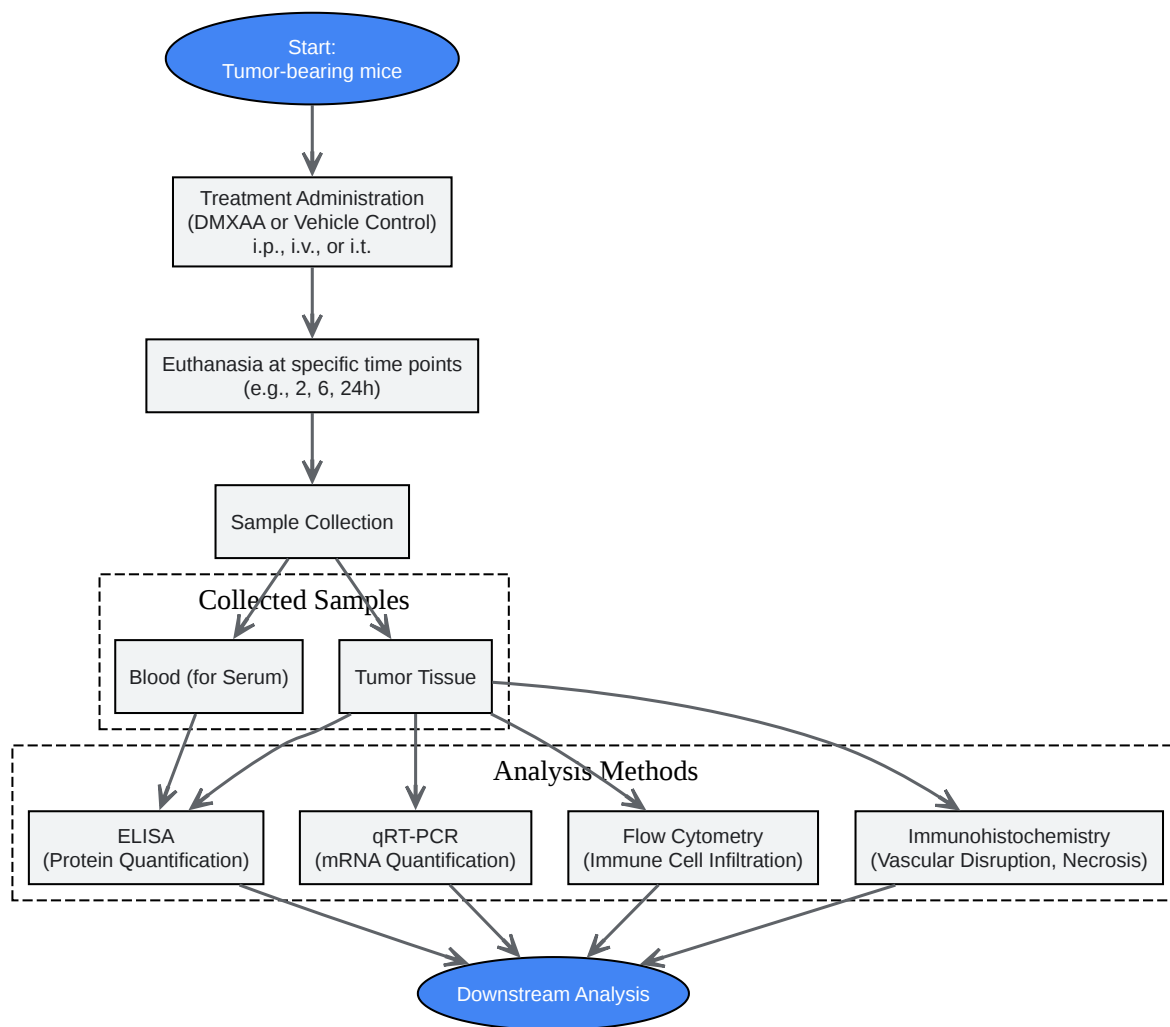 Start:
Tumor-bearing mice
Treatment Administration
(DMXAA or Vehicle Control)
i.p., i.v., or i.t.
Euthanasia at specific time points
(e.g., 2, 6, 24h)
Sample Collection
Collected Samples
Blood (for Serum)
Tumor Tissue
Analysis Methods
ELISA
(Protein Quantification)
qRT-PCR
(mRNA Quantification)
Flow Cytometry
(Immune Cell Infiltration)
Immunohistochemistry
(Vascular Disruption, Necrosis)
Downstream Analysis